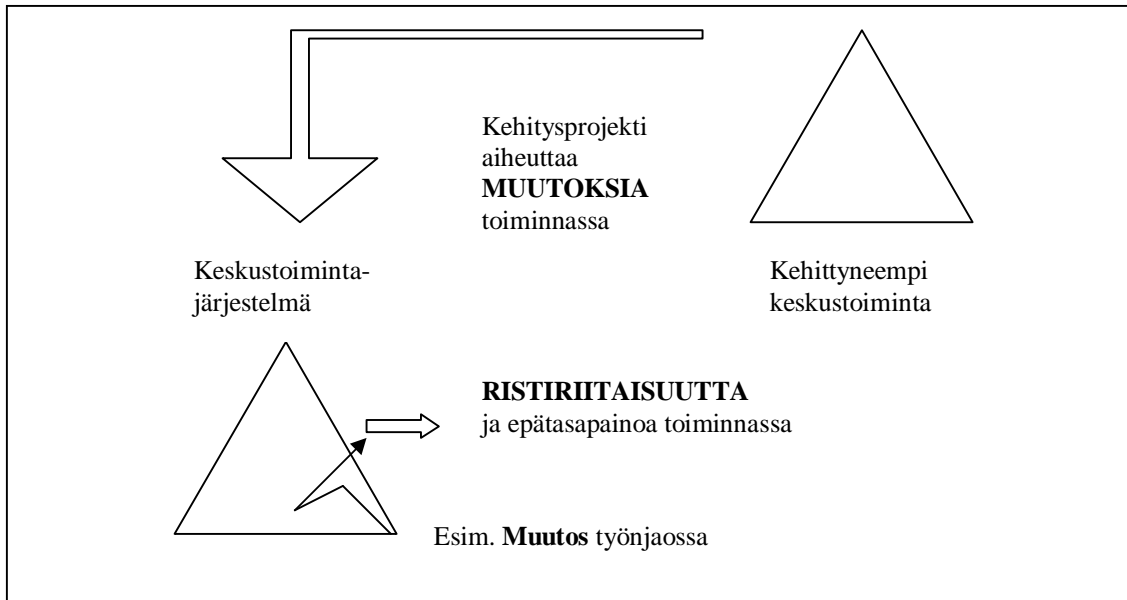 Kehitysprojekti
aiheuttaa
MUUTOKSIA
toiminnassa
Keskustoiminta-
järjestelmä
Kehittyneempi
keskustoiminta
RISTIRIITAISUUTTA
ja epätasapainoa toiminnassa
Esim. Muutos työnjaossa